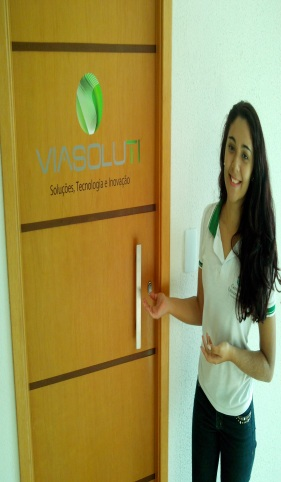 VIASOLUTI
Soluções, Tecnologia e Inovação